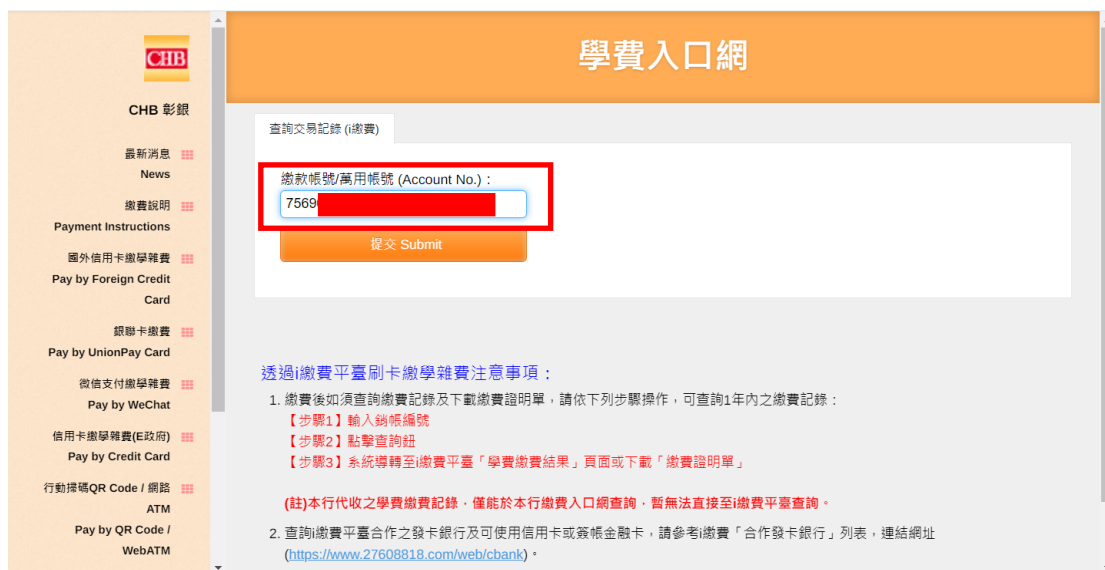 CHB
CHB 彰銀
最新消息
News
繳費說明
Payment Instructions
國外信用卡繳學雜費
Pay by Foreign Credit
Card
銀聯卡繳費
Pay by UnionPay Card
微信支付繳學雜費
Pay by WeChat
信用卡繳學雜費(E政府)
Pay by Credit Card
行動掃碼QR Code / 網路
ATM
Pay by QR Code /
WebATM
學費入口網
查詢交易記錄 (i繳費)
繳款帳號/萬用帳號 (Account No.)：
7569
提交 Submit
透過i繳費平臺刷卡繳學雜費注意事項：
1. 繳費後如須查詢繳費記錄及下載繳費證明單，請依下列步驟操作，可查詢1年內之繳費記錄：
【步驟1】輸入銷帳編號
【步驟2】點擊查詢鈕
【步驟3】系統導轉至i繳費平臺「學費繳費結果」頁面或下載「繳費證明單」
(註)本行代收之學費繳費記錄，僅能於本行繳費入口網查詢，暫無法直接至i繳費平臺查詢。
2. 查詢i繳費平臺合作之發卡銀行及可使用信用卡或簽帳金融卡，請參考i繳費「合作發卡銀行」列表，連結網址
(https://www.27608818.com/web/cbank)。